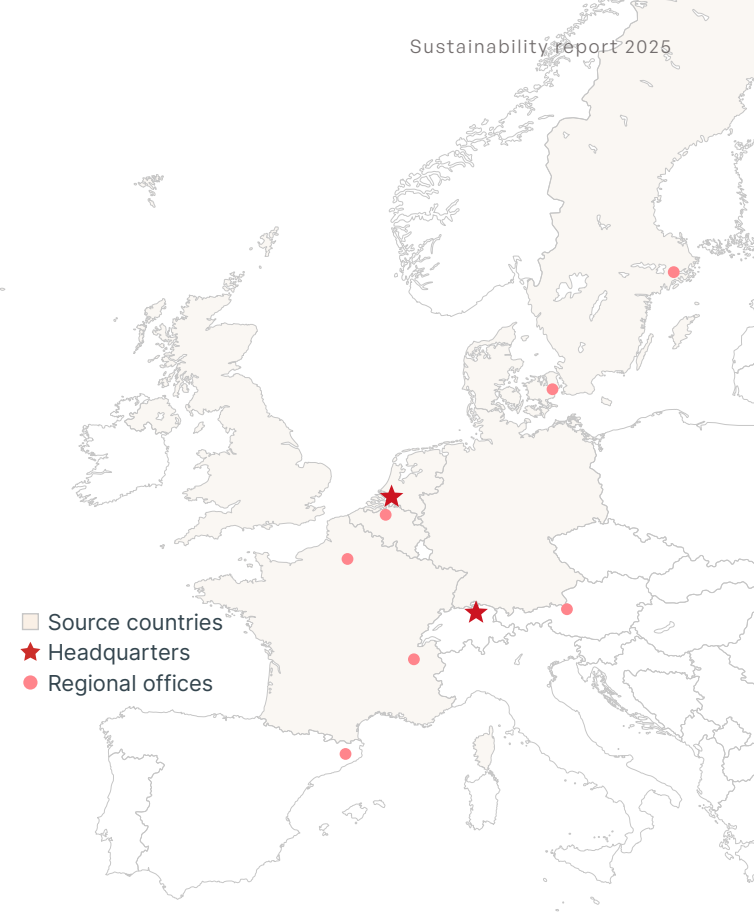 Sustainability report 2025
Source countries
Headquarters
Regional offices